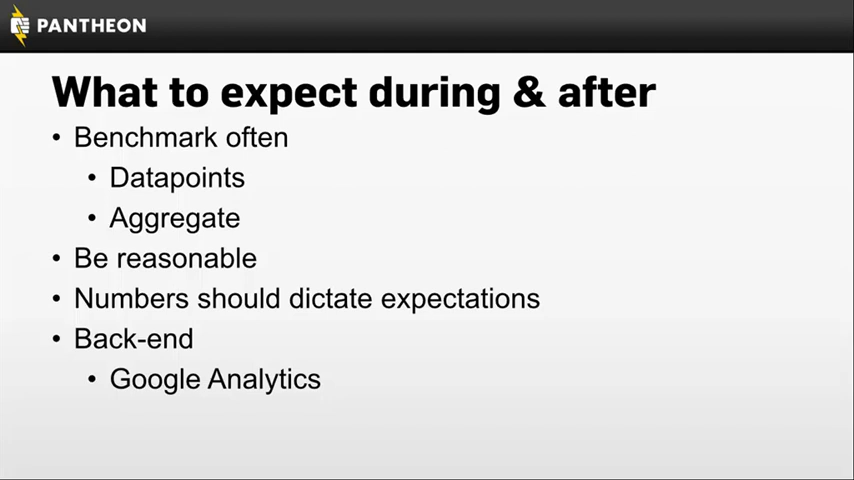 PANTHEON
What to expect during & after
• Benchmark often
• Datapoints
• Aggregate
• Be reasonable
• Numbers should dictate expectations
• Back-end
• Google Analytics